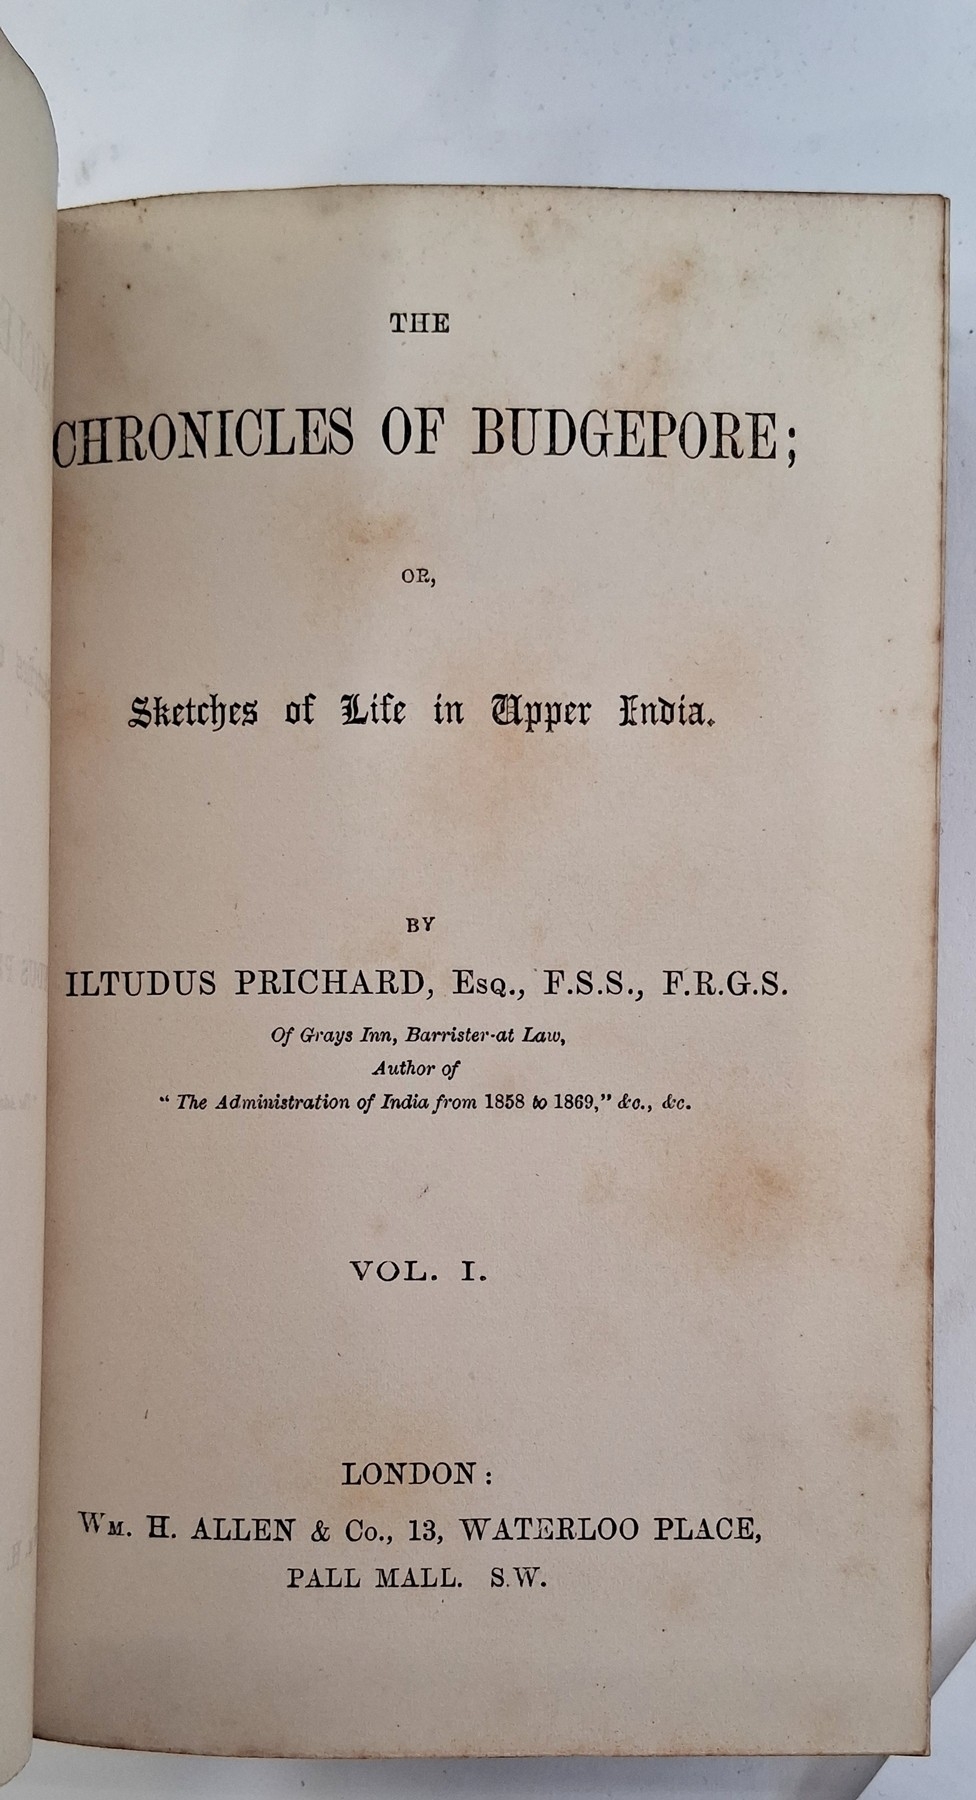 THE
CHRONICLES OF BUDGEPORE;
OR,
Sketches of Life in Upper India.
BY
ILTUDUS PRICHARD, Esq., F.S.S., F.R.G.S.
Of Grays Inn, Barrister-at Law,
Author of
“ The Administration of India from 1858 to 1869,” &c., &c.
VOL. I.
LONDON:
Wm. H. ALLEN & Co., 13, WATERLOO PLACE,
PALL MALL. S.W.